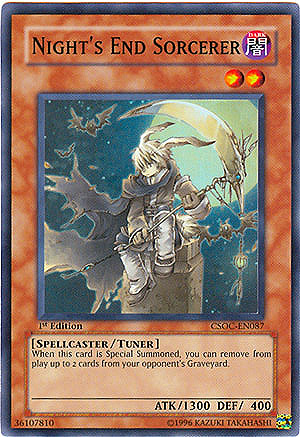 NIGHT'S END SORCERER
DARK
闇
1st Edition
CSOC-EN087
[SPELLCASTER / TUNER]
When this card is Special Summoned, you can remove from
play up to 2 cards from your opponent's Graveyard.
ATK/1300 DEF/ 400
36107810
©1996 KAZUKI TAKAHASHI